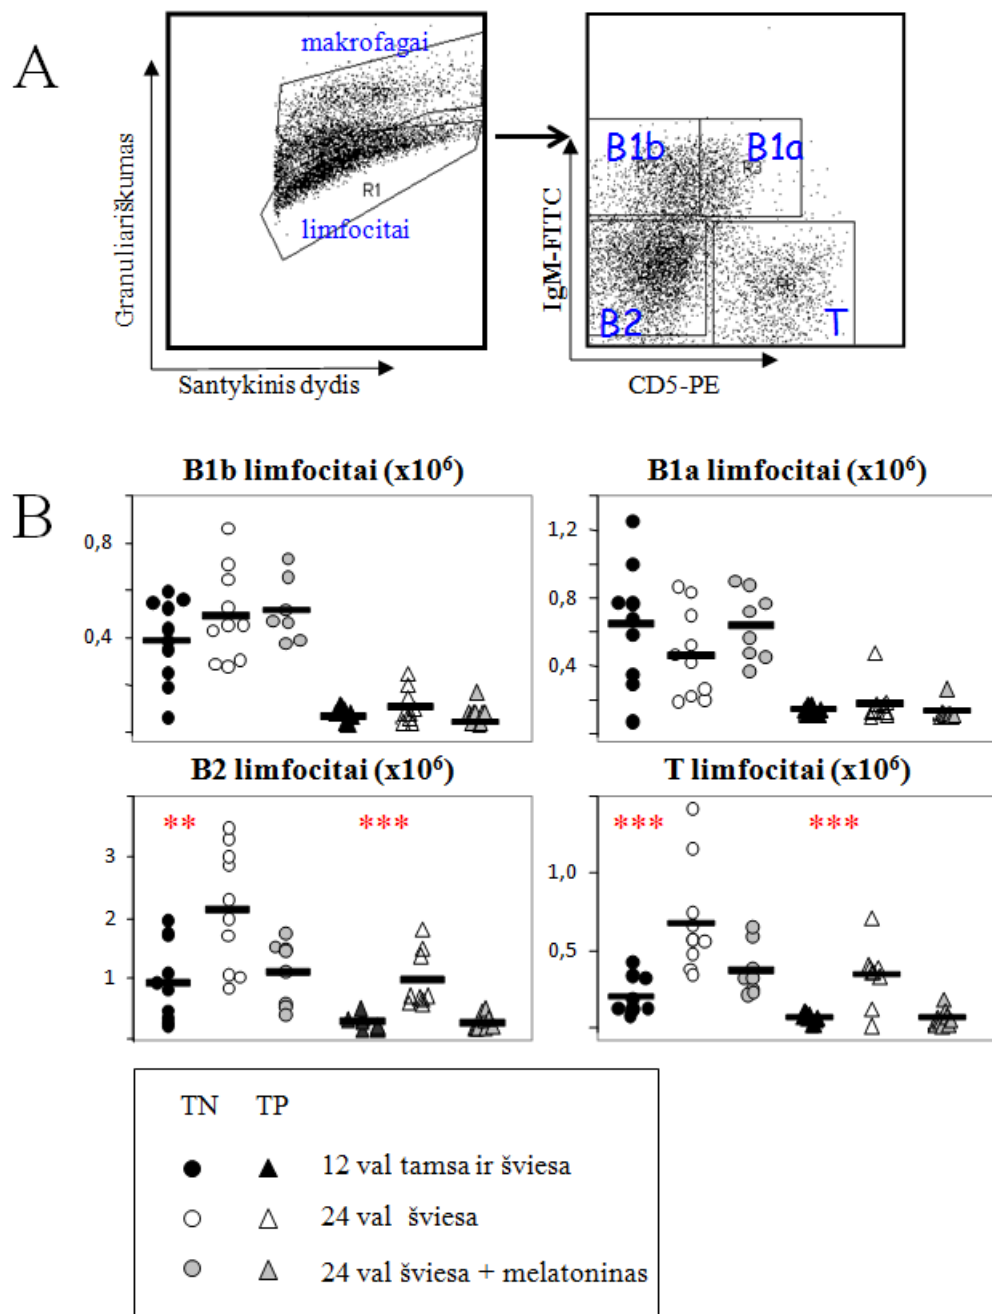 A
makrofagai
R1
limfocitai
Granuliariškumas
Santykinis dydis
B1b
B1a
R3
B2
T
IgM-FITC
CD5-PE
B
B1b limfocitai (x10⁶)
0,8
0,4
B1a limfocitai (x10⁶)
1,2
0,8
0,4
B2 limfocitai (x10⁶)
** ***
3
2
1
T limfocitai (x10⁶)
*** ***
1,0
0,5
TN TP
12 val tamsa ir šviesa
24 val šviesa
24 val šviesa + melatoninas